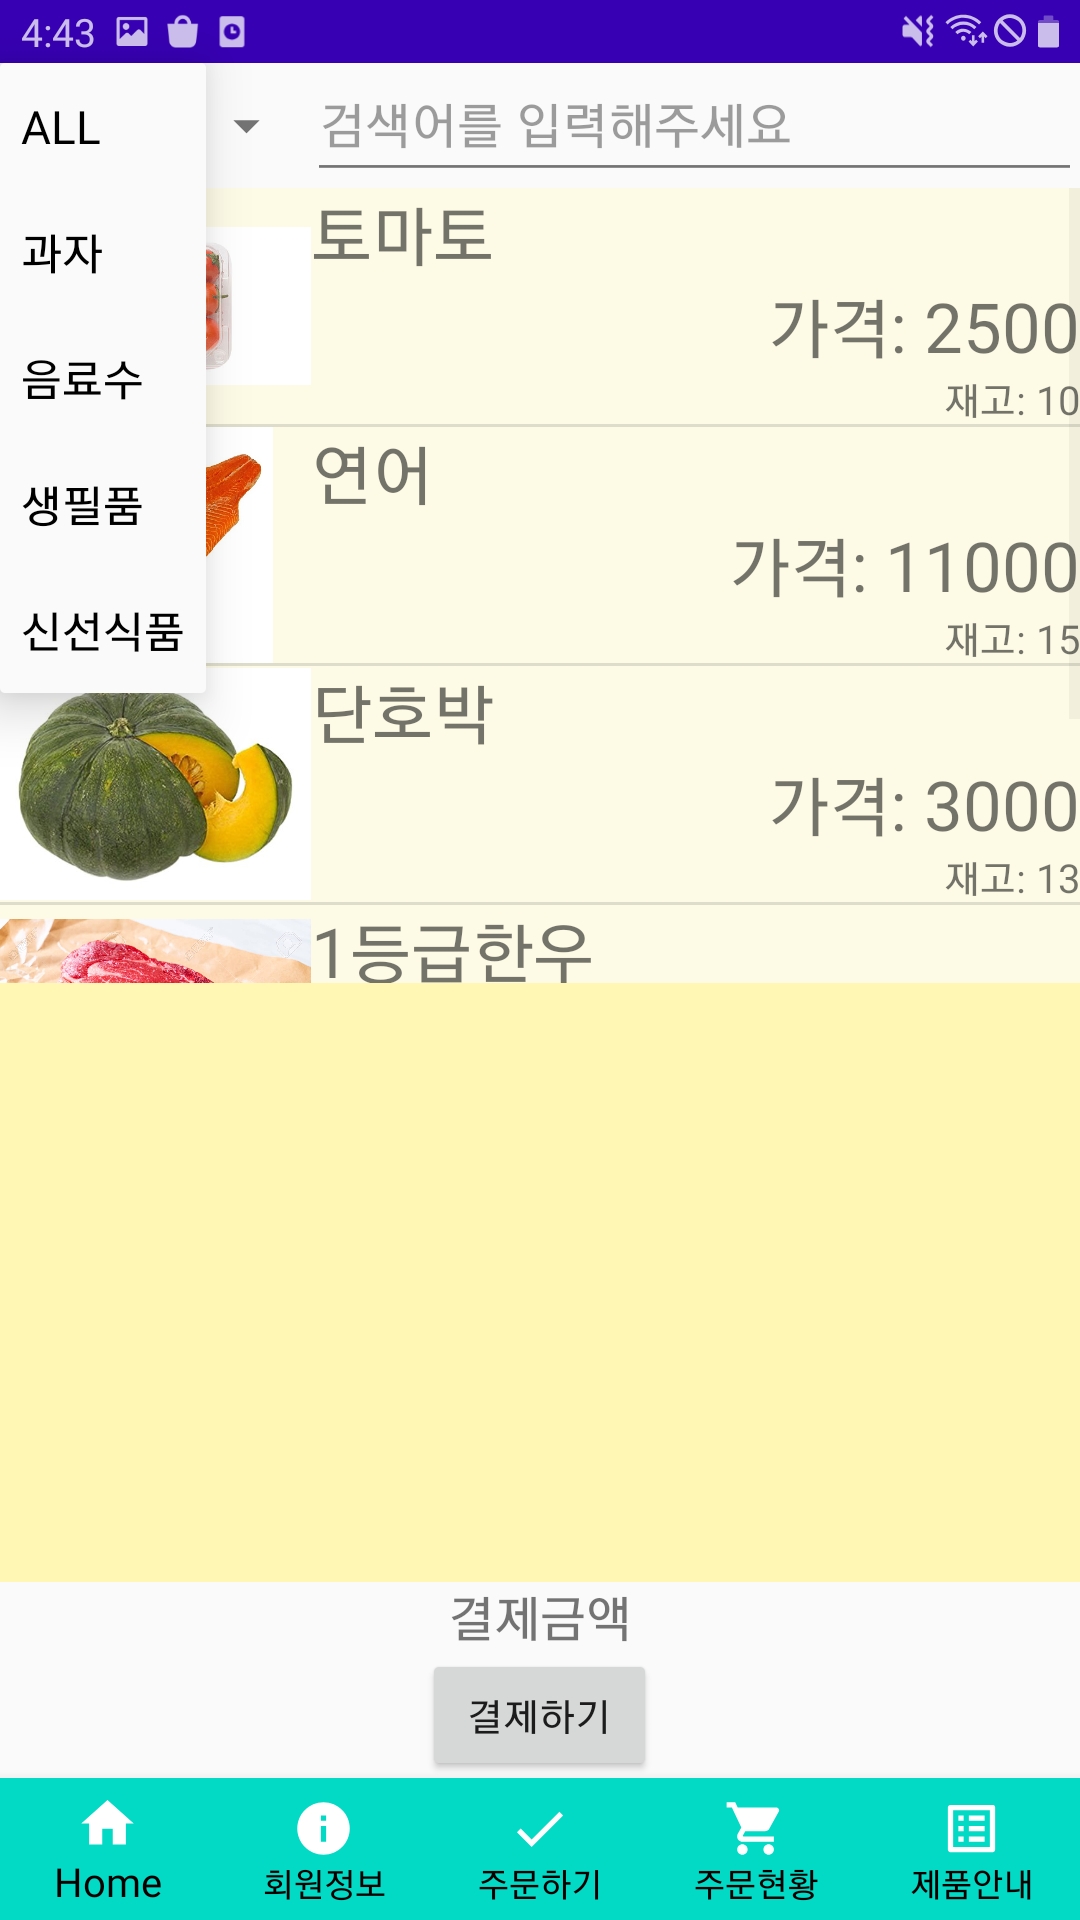 4:43
ALL
검색어를 입력해주세요
과자
음료수
생필품
신선식품
토마토
가격: 2500
재고: 10
연어
가격: 11000
재고: 15
단호박
가격: 3000
재고: 13
1등급한우
결제금액
결제하기
Home
회원정보
주문하기
주문현황
제품안내